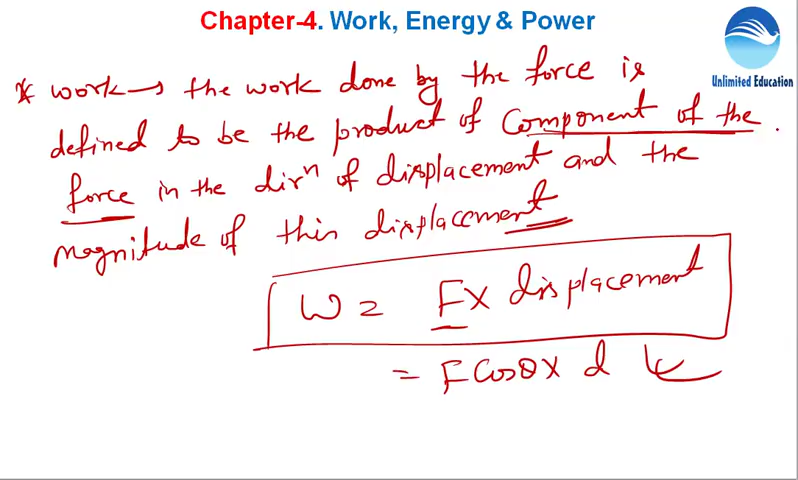 Chapter-4. Work, Energy & Power
Unlimited Education
* work → the work done by the force is
defined to be the product of component of the
force in the dirⁿ of displacement and the
magnitude of this displacement
W = F x displacement
= F cosθ x d